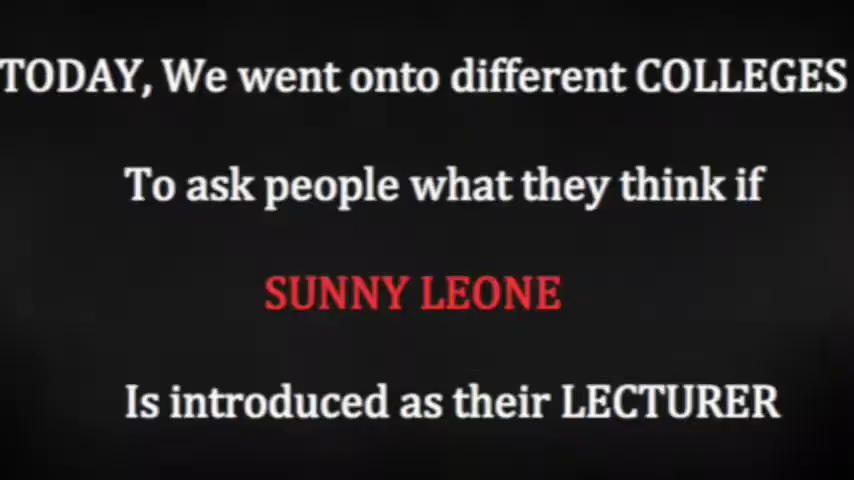 TODAY, We went onto different COLLEGES
To ask people what they think if
SUNNY LEONE
Is introduced as their LECTURER